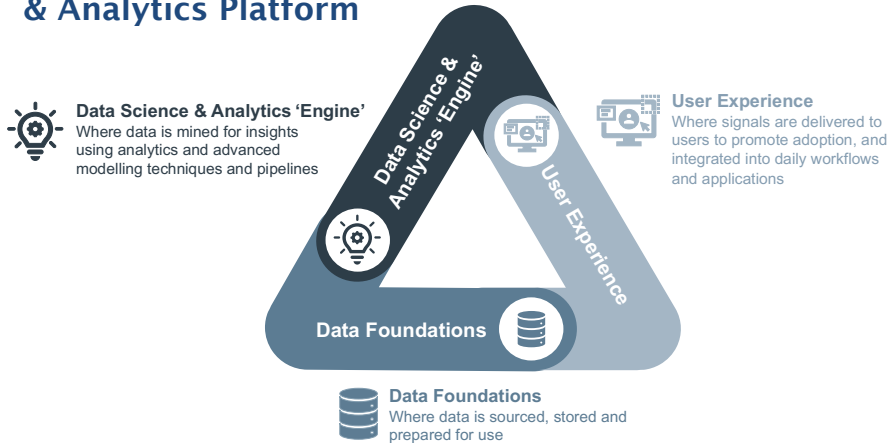 & Analytics Platform
Data Science & Analytics ‘Engine’
Where data is mined for insights
using analytics and advanced
modelling techniques and pipelines
Data Science &
Analytics ‘Engine’
User Experience
User Experience
Where signals are delivered to
users to promote adoption, and
integrated into daily workflows
and applications
Data Foundations
Data Foundations
Where data is sourced, stored and
prepared for use